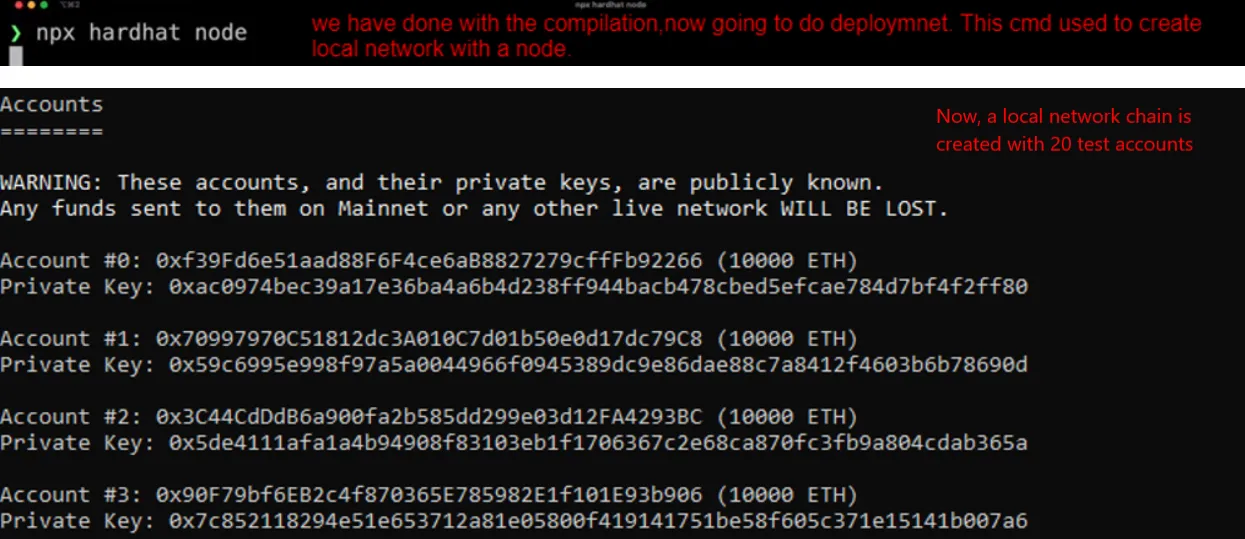 npx hardhat node
❯ npx hardhat node
we have done with the compilation,now going to do deploymnet. This cmd used to create
local network with a node.
Accounts
========
Now, a local network chain is
created with 20 test accounts
WARNING: These accounts, and their private keys, are publicly known.
Any funds sent to them on Mainnet or any other live network WILL BE LOST.
Account #0: 0xf39Fd6e51aad88F6F4ce6aB8827279cffFb92266 (10000 ETH)
Private Key: 0xac0974bec39a17e36ba4a6b4d238ff944bacb478cbed5efcae784d7bf4f2ff80
Account #1: 0x70997970C51812dc3A010C7d01b50e0d17dc79C8 (10000 ETH)
Private Key: 0x59c6995e998f97a5a0044966f0945389dc9e86dae88c7a8412f4603b6b78690d
Account #2: 0x3C44CdDdB6a900fa2b585dd299e03d12FA4293BC (10000 ETH)
Private Key: 0x5de4111afa1a4b94908f83103eb1f1706367c2e68ca870fc3fb9a804cdab365a
Account #3: 0x90F79bf6EB2c4f870365E785982E1f101E93b906 (10000 ETH)
Private Key: 0x7c852118294e51e653712a81e05800f419141751be58f605c371e15141b007a6